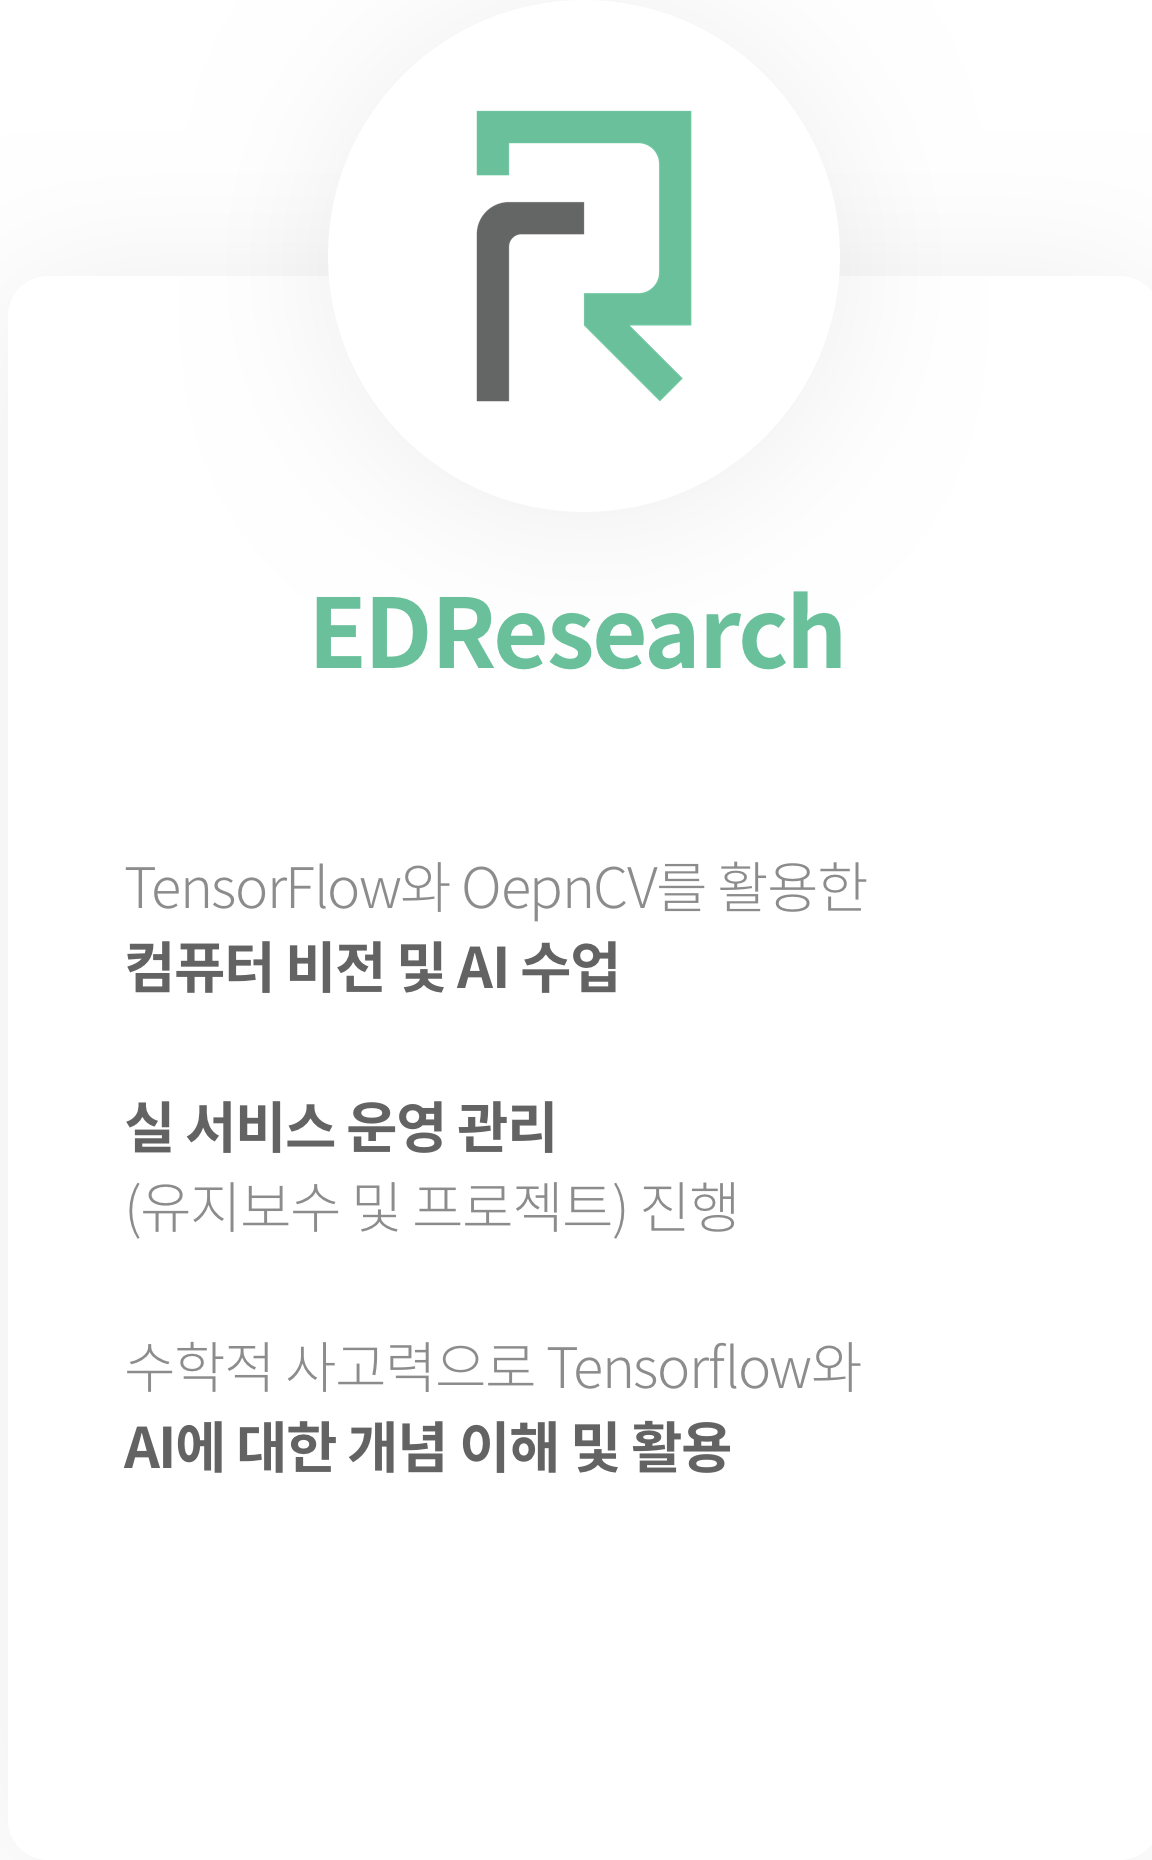 EDResearch
TensorFlow와 OepnCV를 활용한
컴퓨터 비전 및 AI 수업
실 서비스 운영 관리
(유지보수 및 프로젝트) 진행
수학적 사고력으로 Tensorflow와
AI에 대한 개념 이해 및 활용